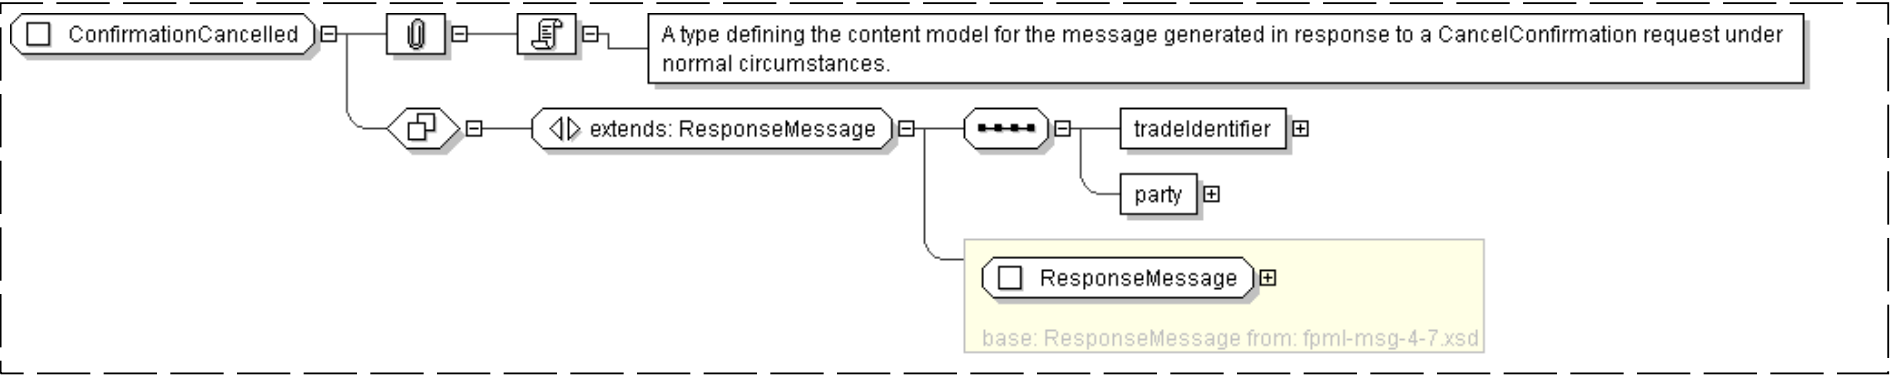 ConfirmationCancelled
A type defining the content model for the message generated in response to a CancelConfirmation request under
normal circumstances.
extends: ResponseMessage
tradeIdentifier
party
ResponseMessage
base: ResponseMessage from: fpml-msg-4-7.xsd